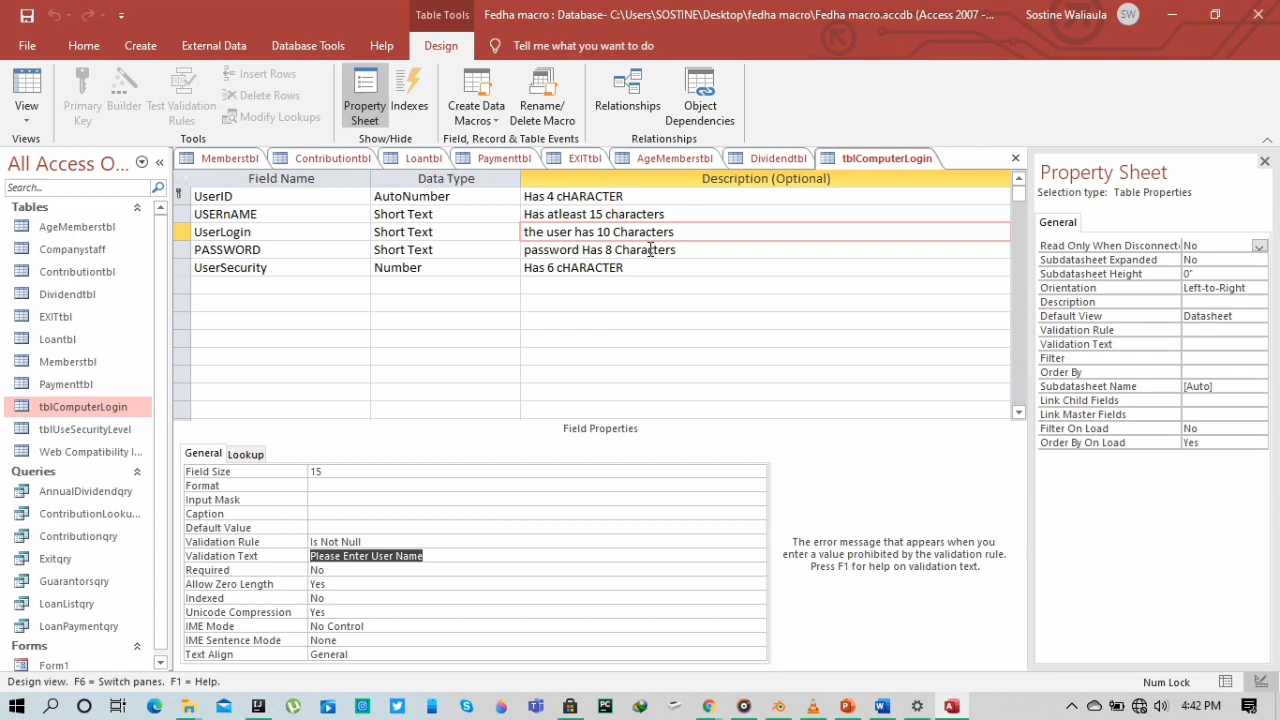 Table Tools
Fedha macro : Database- C:\Users\SOSTINE\Desktop\fedha macro\Fedha macro.accdb (Access 2007 -...
Sostine Waliaula
SW
File
Home
Create
External Data
Database Tools
Help
Design
Tell me what you want to do
View
Primary Key
Builder
Test Validation Rules
Insert Rows
Delete Rows
Modify Lookups
Property Sheet
Indexes
Create Data Macros
Rename/ Delete Macro
Relationships
Object Dependencies
Views
Tools
Show/Hide
Field, Record & Table Events
Relationships
All Access O...
Search...
Tables
AgeMemberstbl
Companystaff
Contributiontbl
Dividendtbl
EXITtbl
Loantbl
Memberstbl
Paymenttbl
tblComputerLogin
tblUseSecurityLevel
Web Compatibility I...
Queries
AnnualDividendqry
ContributionLooku...
Contributionqry
Exitqry
Guarantorsqry
LoanListqry
LoanPaymentqry
Forms
Form1
Memberstbl
Contributiontbl
Loantbl
Paymenttbl
EXITtbl
AgeMemberstbl
Dividendtbl
tblComputerLogin
Field Name Data Type Description (Optional)
UserID AutoNumber Has 4 cHARACTER
USERnAME Short Text Has atleast 15 characters
UserLogin Short Text the user has 10 Characters
PASSWORD Short Text password Has 8 Characters
UserSecurity Number Has 6 cHARACTER
Field Properties
General Lookup
Field Size 15
Format
Input Mask
Caption
Default Value
Validation Rule Is Not Null
Validation Text Please Enter User Name
Required No
Allow Zero Length Yes
Indexed No
Unicode Compression Yes
IME Mode No Control
IME Sentence Mode None
Text Align General
The error message that appears when you
enter a value prohibited by the validation rule.
Press F1 for help on validation text.
Property Sheet
Selection type: Table Properties
General
Read Only When Disconnect No
Subdatasheet Expanded No
Subdatasheet Height 0"
Orientation Left-to-Right
Description
Default View Datasheet
Validation Rule
Validation Text
Filter
Order By
Subdatasheet Name [Auto]
Link Child Fields
Link Master Fields
Filter On Load No
Order By On Load Yes
Design view. F6 = Switch panes. F1 = Help.
Num Lock
4:42 PM